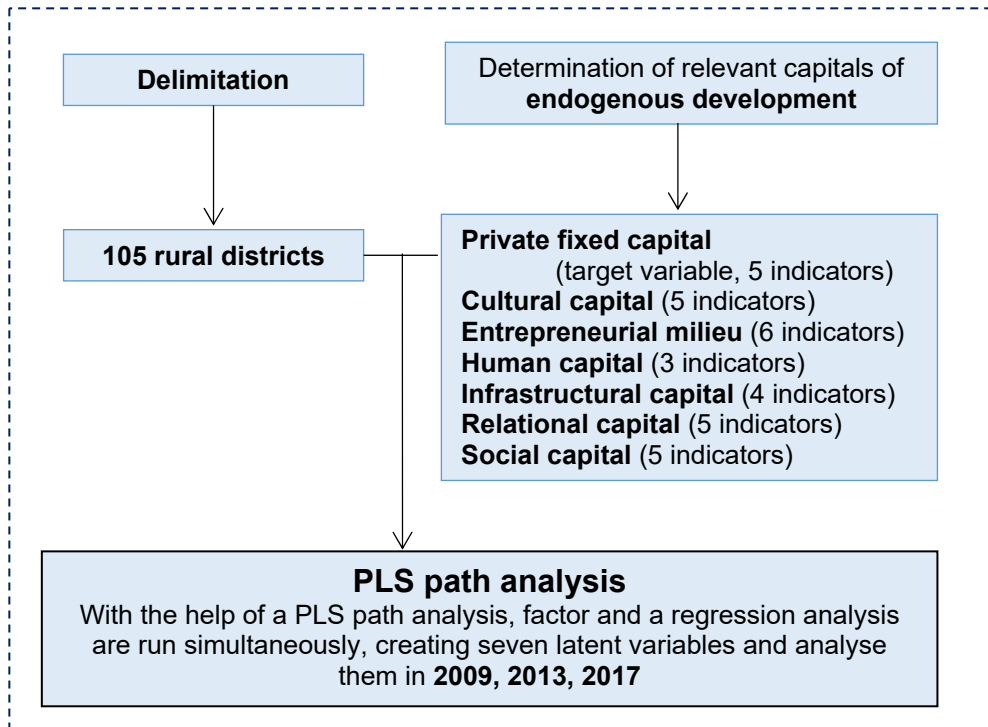 Delimitation
Determination of relevant capitals of
endogenous development
105 rural districts
Private fixed capital
(target variable, 5 indicators)
Cultural capital (5 indicators)
Entrepreneurial milieu (6 indicators)
Human capital (3 indicators)
Infrastructural capital (4 indicators)
Relational capital (5 indicators)
Social capital (5 indicators)
PLS path analysis
With the help of a PLS path analysis, factor and a regression analysis
are run simultaneously, creating seven latent variables and analyse
them in 2009, 2013, 2017